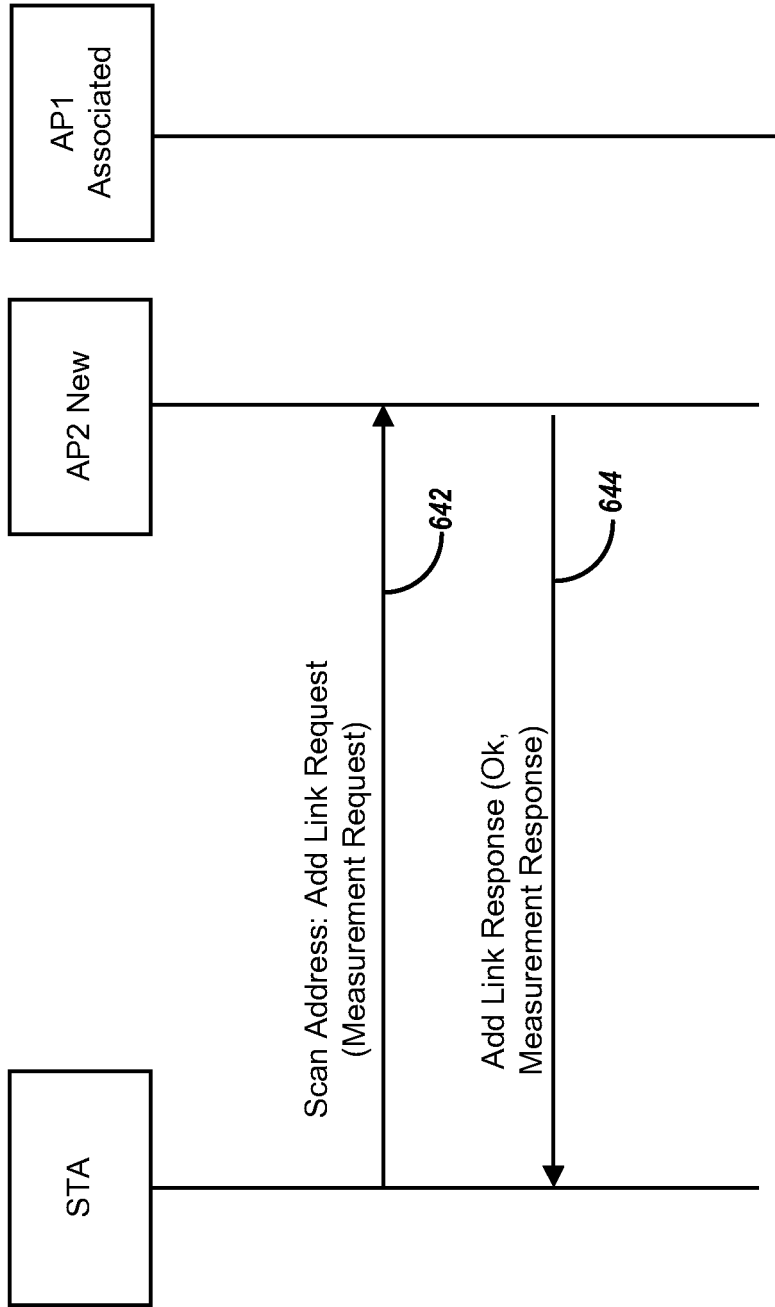 STA
AP2 New
AP1
Associated
Scan Address: Add Link Request
(Measurement Request)
642
Add Link Response (Ok,
Measurement Response)
644